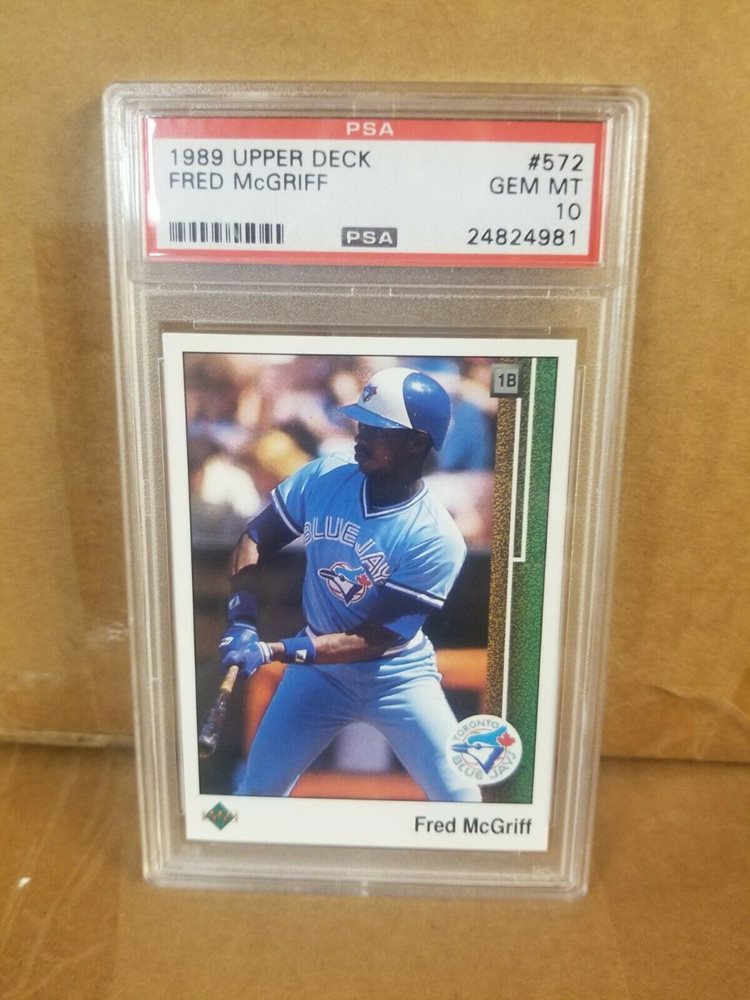 PSA
1989 UPPER DECK #572
FRED McGRIFF GEM MT
10
PSA 24824981
1B
BLUE JAY
TORONTO
BLUE JAYS
Fred McGriff